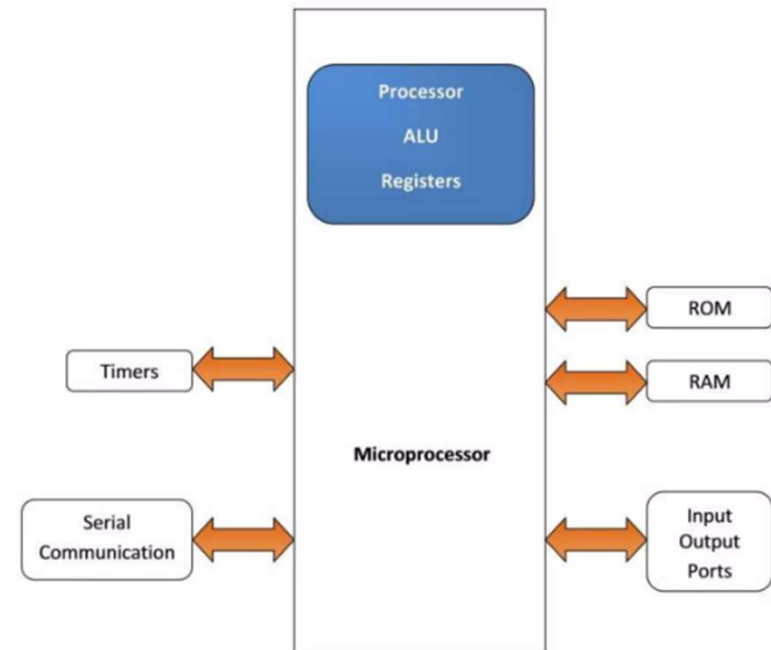 Processor
ALU
Registers
ROM
Timers
RAM
Microprocessor
Serial
Communication
Input
Output
Ports